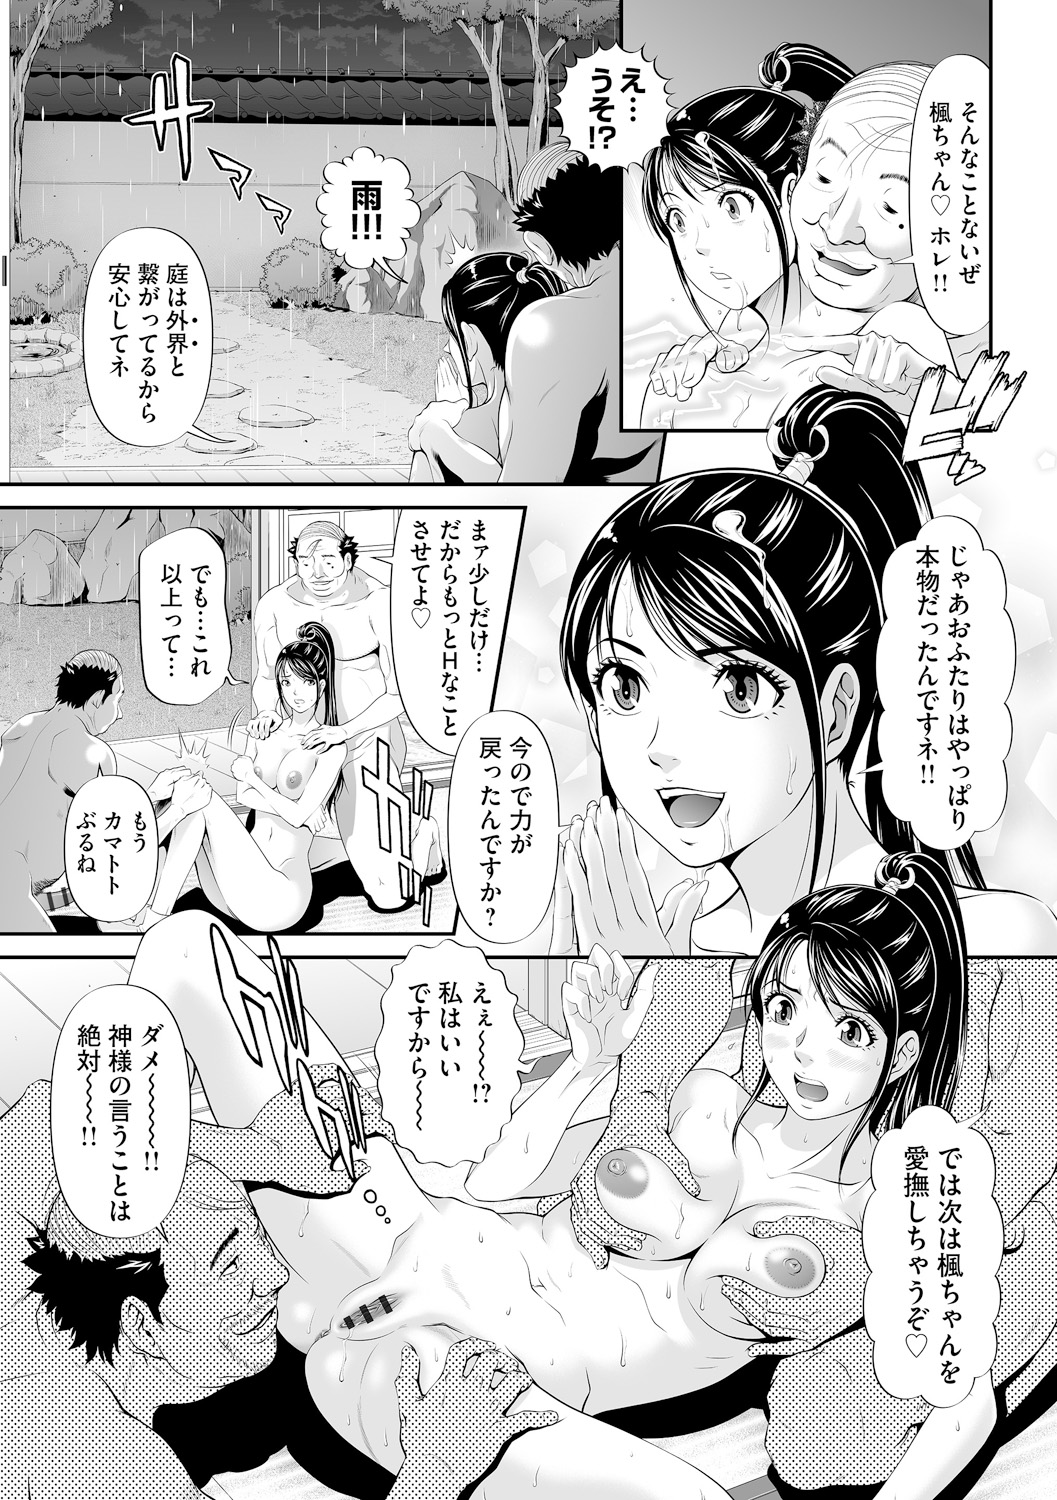 そんなことないぜ
楓ちゃん♡ ホレ!!
え…
うそ!?
雨!!!
庭は外界と
繋がってるから
安心してネ
じゃあおふたりはやっぱり
本物だったんですネ!!
今ので力が
戻ったんですか?
まァ少しだけ…
だからもっとHなこと
させてよ♡
でも…これ
以上って…
もう
カマトト
ぶるね
では次は楓ちゃんを
愛撫しちゃうぞ♡
えぇ〜〜〜!?
私はいい
ですから〜
ダメ〜〜〜!!
神様の言うことは
絶対〜〜〜!!